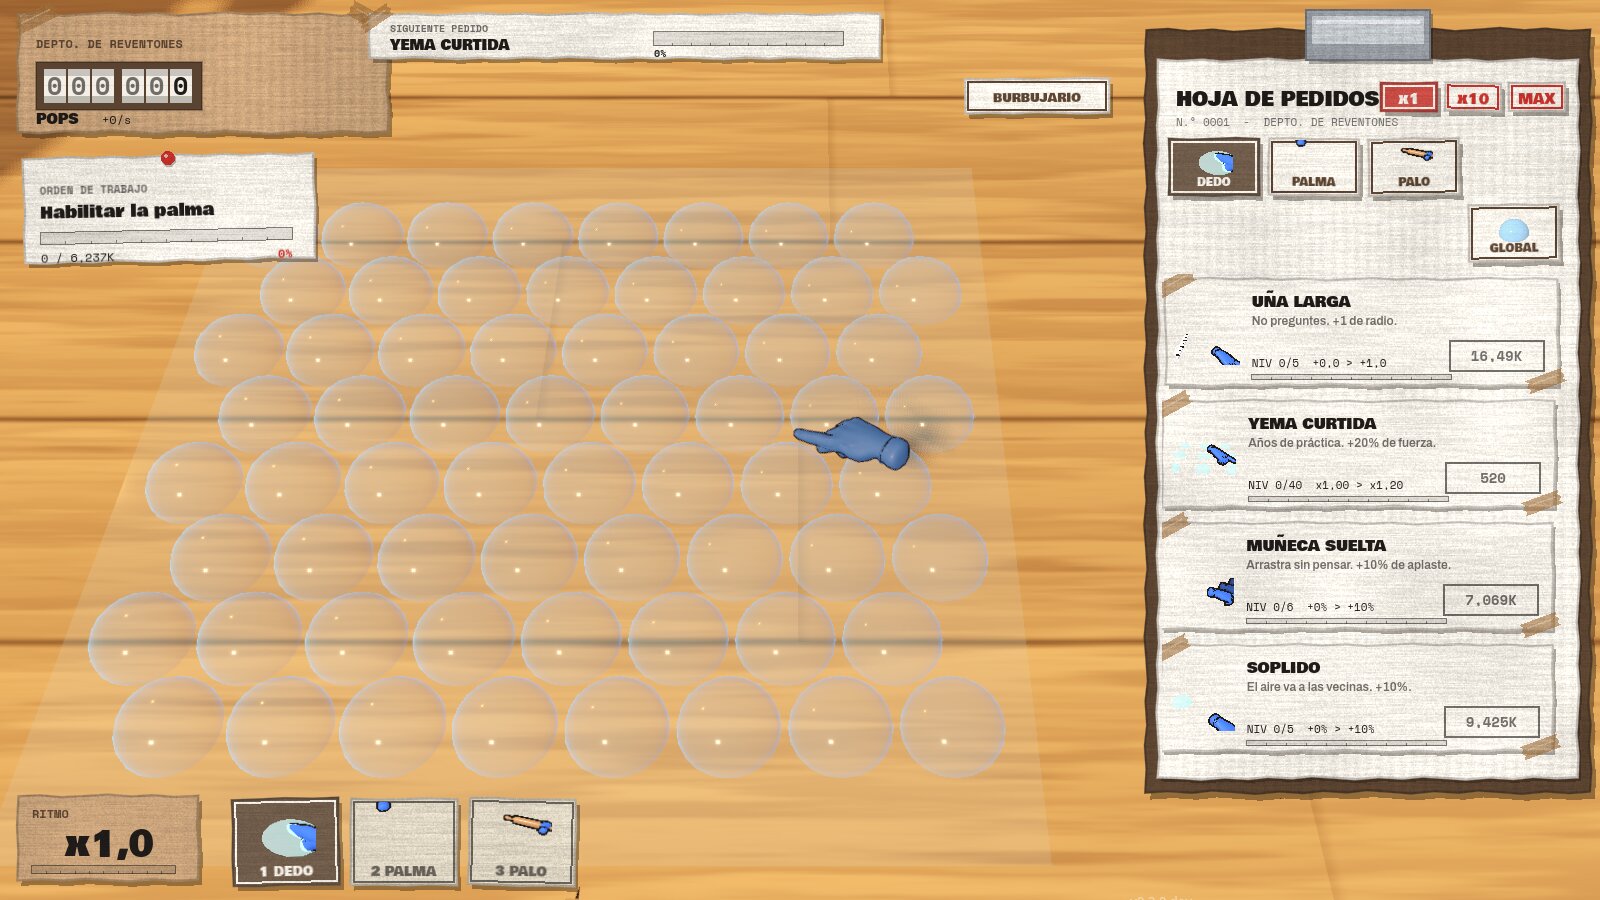 DEPTO. DE REVENTONES
000000
POPS +0/s
SIGUIENTE PEDIDO
YEMA CURTIDA
0%
BURBUJARIO
ORDEN DE TRABAJO
Habilitar la palma
0 / 6,237K 0%
HOJA DE PEDIDOS x1 x10 MAX
N.° 0001 - DEPTO. DE REVENTONES
DEDO PALMA PALO
GLOBAL
UÑA LARGA
No preguntes. +1 de radio.
NIV 0/5 +0,0 > +1,0
16,49K
YEMA CURTIDA
Años de práctica. +20% de fuerza.
NIV 0/40 x1,00 > x1,20
520
MUÑECA SUELTA
Arrastra sin pensar. +10% de aplaste.
NIV 0/6 +0% > +10%
7,069K
SOPLIDO
El aire va a las vecinas. +10%.
NIV 0/5 +0% > +10%
9,425K
RITMO
x1,0
1 DEDO 2 PALMA 3 PALO